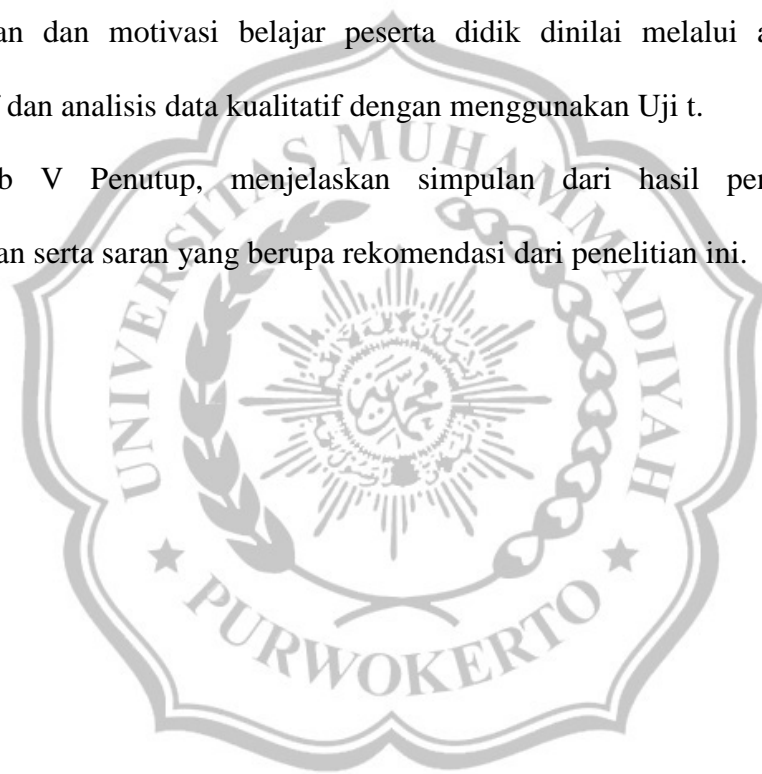 an dan motivasi belajar peserta didik dinilai melalui a
dan analisis data kualitatif dengan menggunakan Uji t.
b V Penutup, menjelaskan simpulan dari hasil per
an serta saran yang berupa rekomendasi dari penelitian ini.
UNIVERSITAS MUHAMMADIYAH
PURWOKERTO